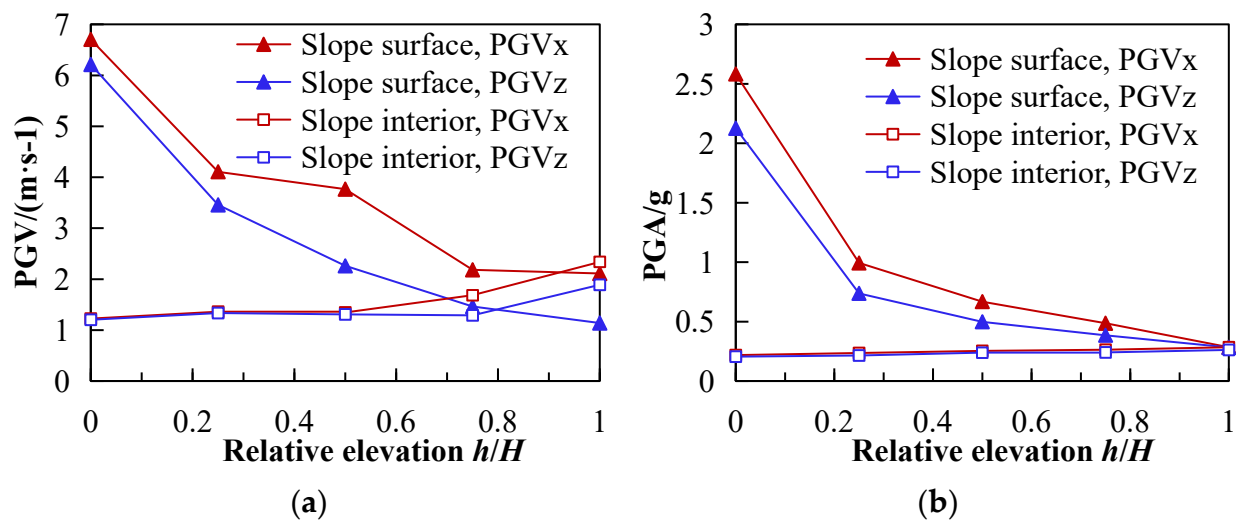 7
6
5
4
3
2
1
0
PGV/(m·s-1)
Slope surface, PGVx
Slope surface, PGVz
Slope interior, PGVx
Slope interior, PGVz
0 0.2 0.4 0.6 0.8 1
Relative elevation h/H
(a)
3
2.5
2
1.5
1
0.5
0
PGA/g
Slope surface, PGVx
Slope surface, PGVz
Slope interior, PGVx
Slope interior, PGVz
0 0.2 0.4 0.6 0.8 1
Relative elevation h/H
(b)